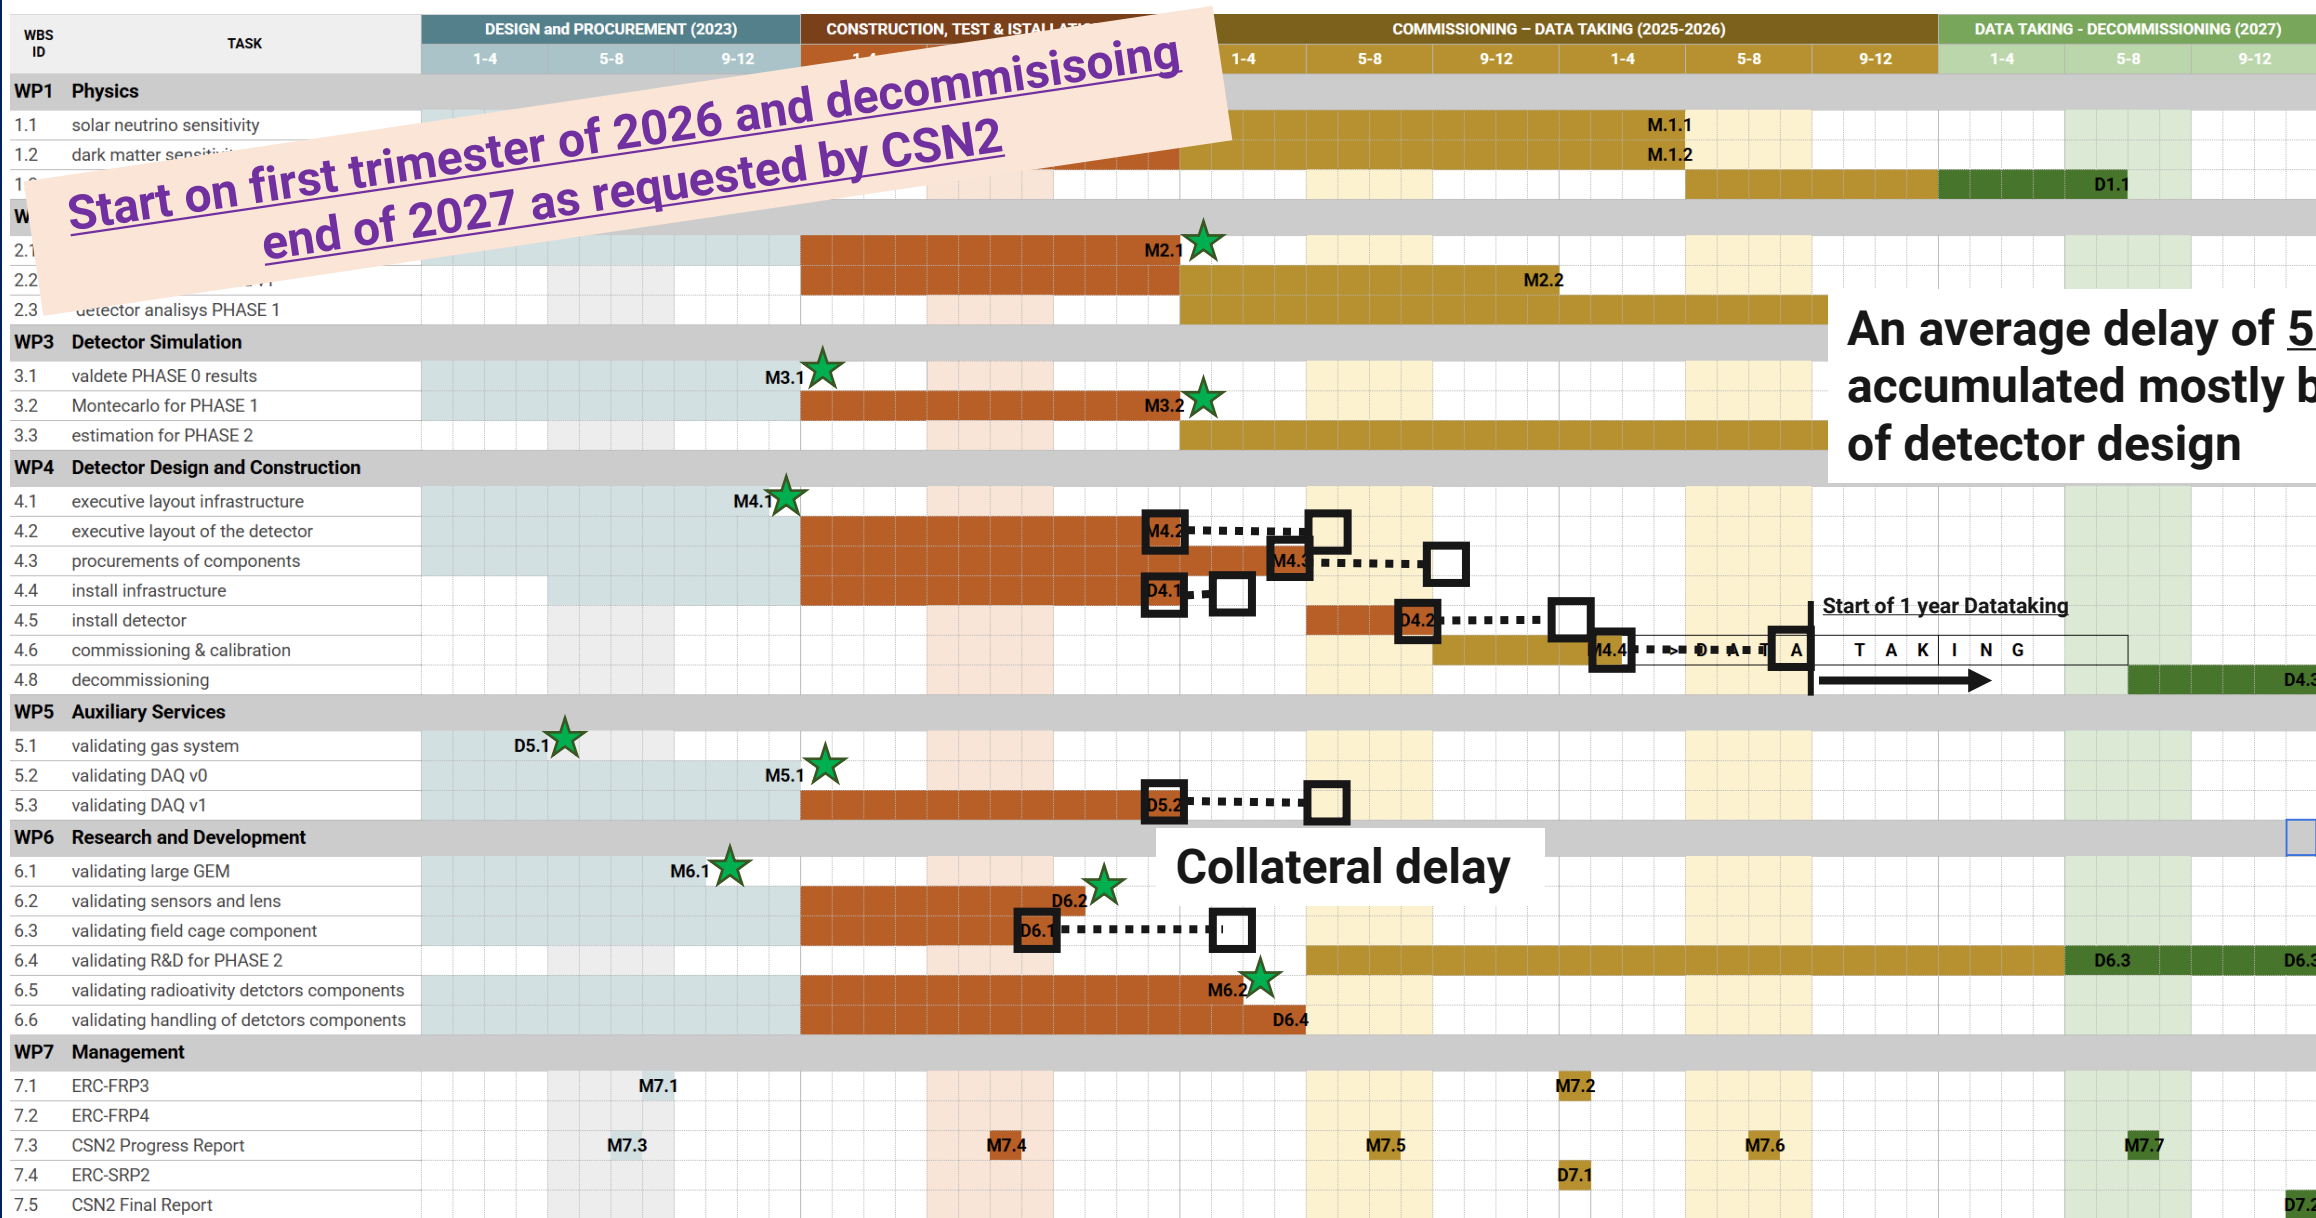 WBS ID TASK DESIGN and PROCUREMENT (2023) CONSTRUCTION, TEST & COMMISSIONING – DATA TAKING (2025-2026) DATA TAKING - DECOMMISSIONING (2027)
1-4 5-8 9-12 1-4 5-8 9-12 1-4 5-8 9-12 1-4 5-8 9-12
WP1 Physics
1.1 solar neutrino sensitivity M.1.1
1.2 dark matter M.1.2
D1.1
Start on first trimester of 2026 and decommisisoing
end of 2027 as requested by CSN2
2.1 M2.1
2.2 M2.2
2.3 detector analisys PHASE 1
An average delay of 5
accumulated mostly
of detector design
WP3 Detector Simulation
3.1 valdete PHASE 0 results M3.1
3.2 Montecarlo for PHASE 1 M3.2
3.3 estimation for PHASE 2
WP4 Detector Design and Construction
4.1 executive layout infrastructure M4.1
4.2 executive layout of the detector M4.2
4.3 procurements of components M4.3
4.4 install infrastructure D4.1
Start of 1 year Datataking
4.5 install detector D4.2
4.6 commissioning & calibration M4.4 > D A T A T A K I N G
4.8 decommissioning D4.3
WP5 Auxiliary Services
5.1 validating gas system D5.1
5.2 validating DAQ v0 M5.1
5.3 validating DAQ v1 D5.2
WP6 Research and Development
Collateral delay
6.1 validating large GEM M6.1
6.2 validating sensors and lens D6.2
6.3 validating field cage component D6.1
6.4 validating R&D for PHASE 2 D6.3 D6.3
6.5 validating radioativity detctors components M6.2
6.6 validating handling of detctors components D6.4
WP7 Management
7.1 ERC-FRP3 M7.1 M7.2
7.2 ERC-FRP4
7.3 CSN2 Progress Report M7.3 M7.4 M7.5 M7.6 M7.7
7.4 ERC-SRP2 D7.1
7.5 CSN2 Final Report D7.2